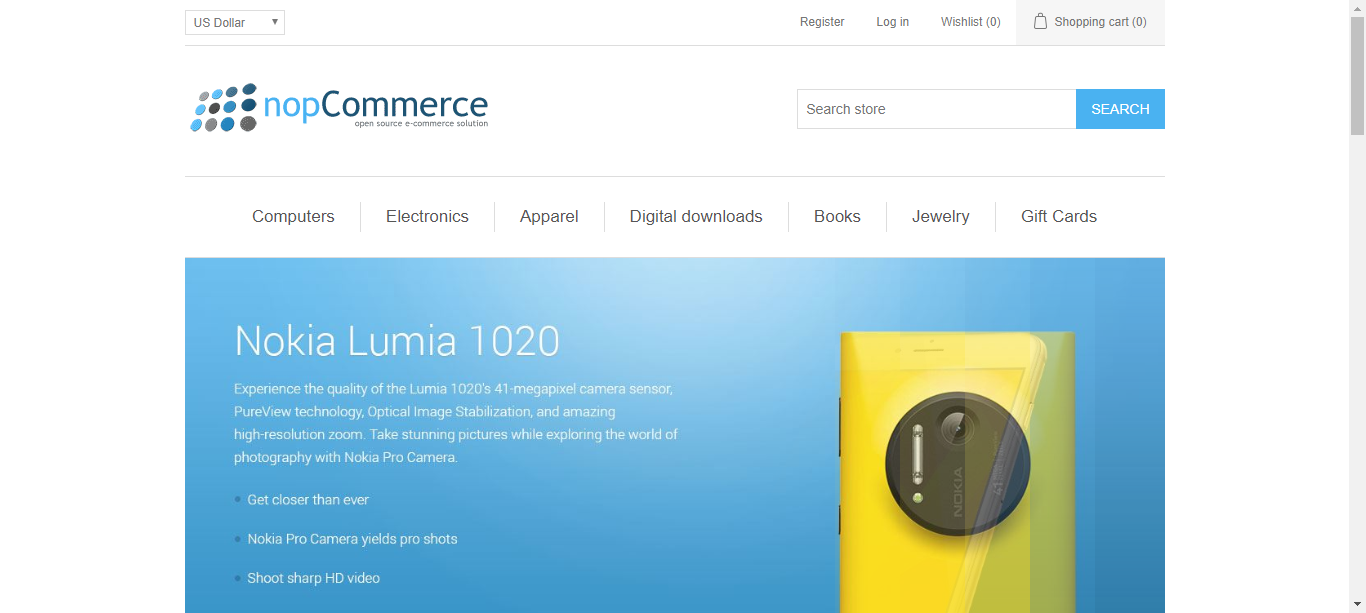 US Dollar
Register
Log in
Wishlist (0)
Shopping cart (0)
nopCommerce
open source e-commerce solution
Search store
SEARCH
Computers
Electronics
Apparel
Digital downloads
Books
Jewelry
Gift Cards
Nokia Lumia 1020
Experience the quality of the Lumia 1020's 41-megapixel camera sensor,
PureView technology, Optical Image Stabilization, and amazing
high-resolution zoom. Take stunning pictures while exploring the world of
photography with Nokia Pro Camera.
Get closer than ever
Nokia Pro Camera yields pro shots
Shoot sharp HD video
NOKIA